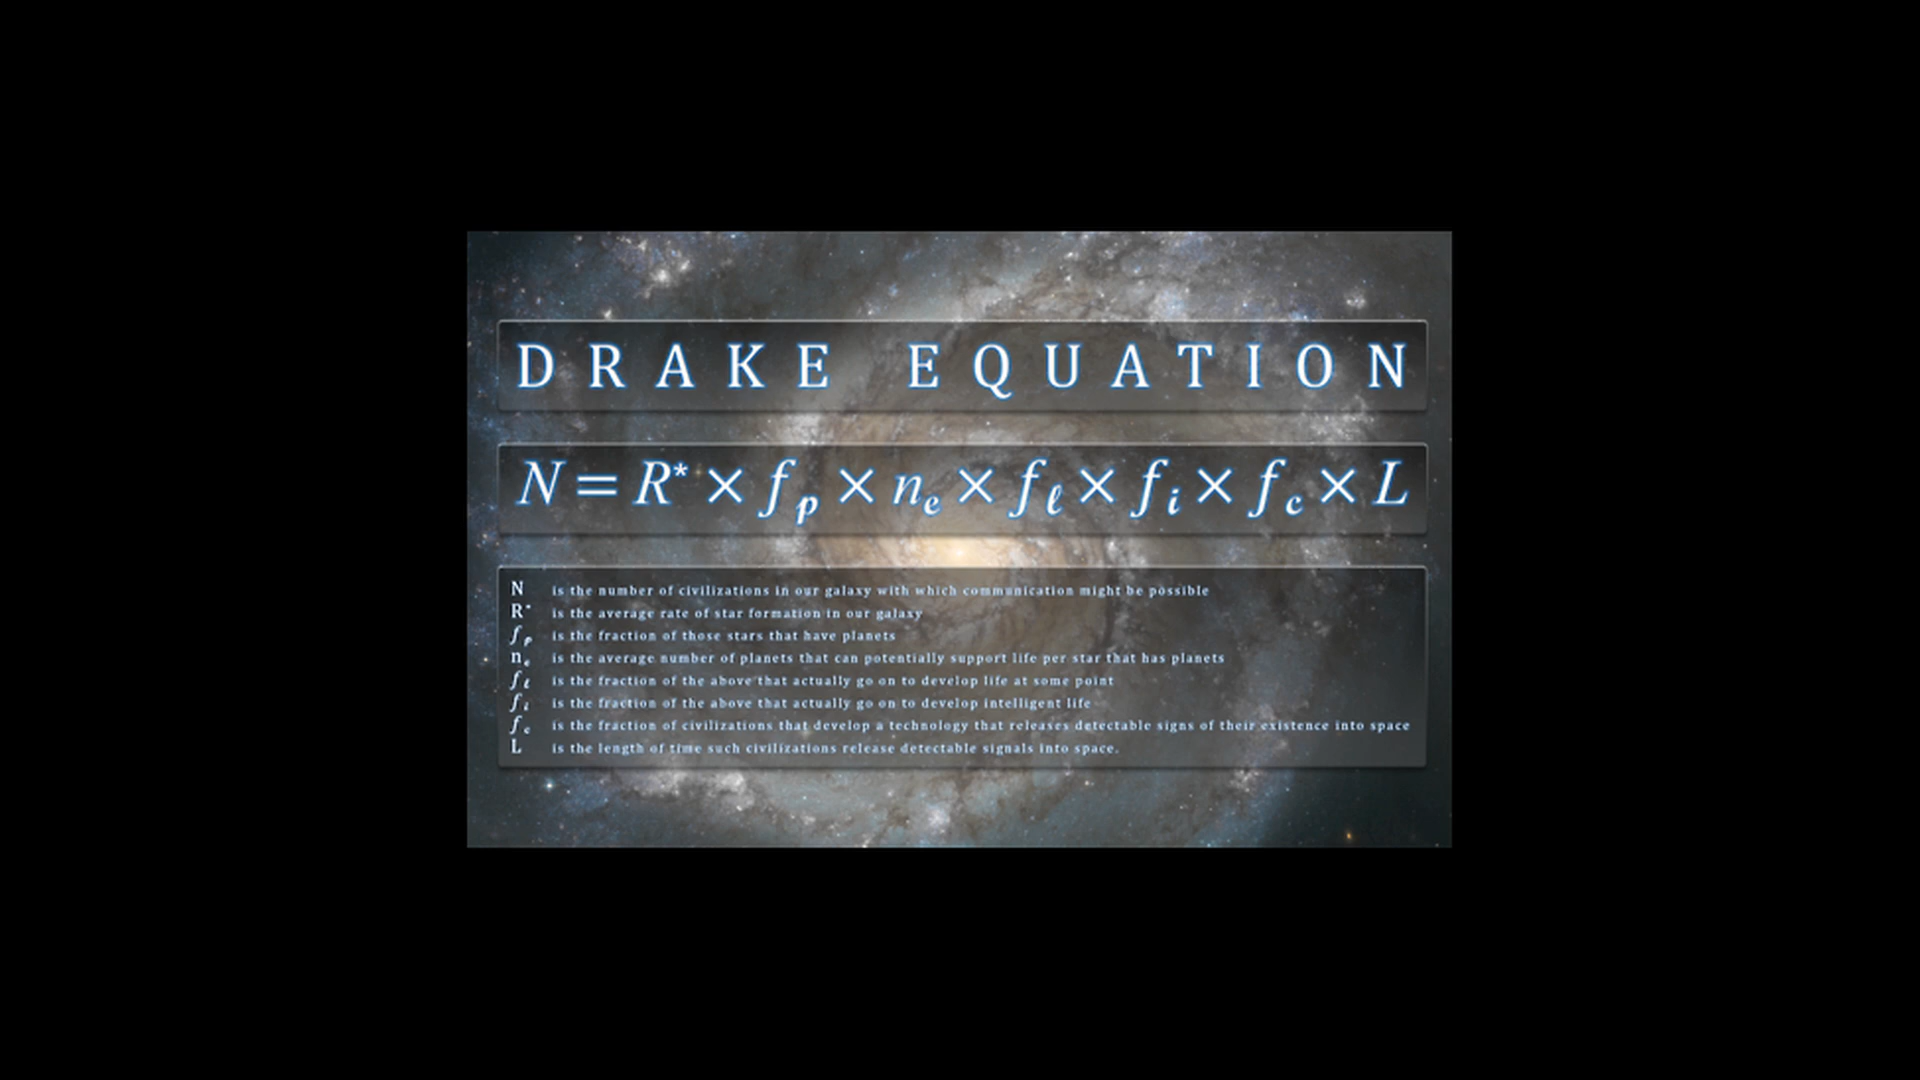 DRAKE EQUATION
N = R* × fp × ne × fℓ × fi × fc × L
N is the number of civilizations in our galaxy with which communication might be possible
R* is the average rate of star formation in our galaxy
fp is the fraction of those stars that have planets
ne is the average number of planets that can potentially support life per star that has planets
fℓ is the fraction of the above that actually go on to develop life at some point
fi is the fraction of the above that actually go on to develop intelligent life
fc is the fraction of civilizations that develop a technology that releases detectable signs of their existence into space
L is the length of time such civilizations release detectable signals into space.